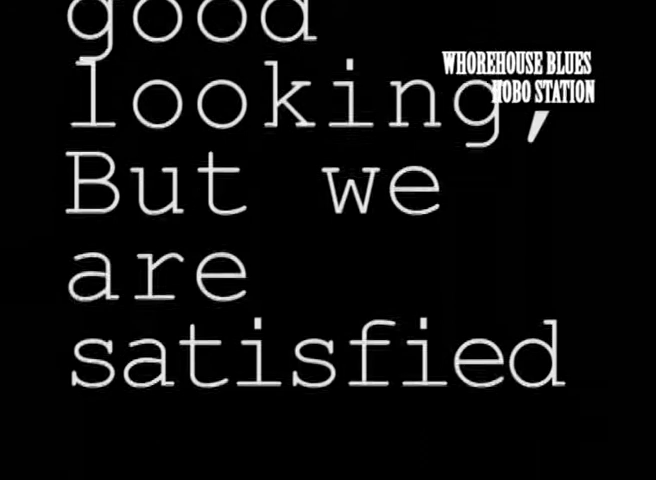 good
WHOREHOUSE BLUES
looking,
HOBO STATION
But we
are
satisfied